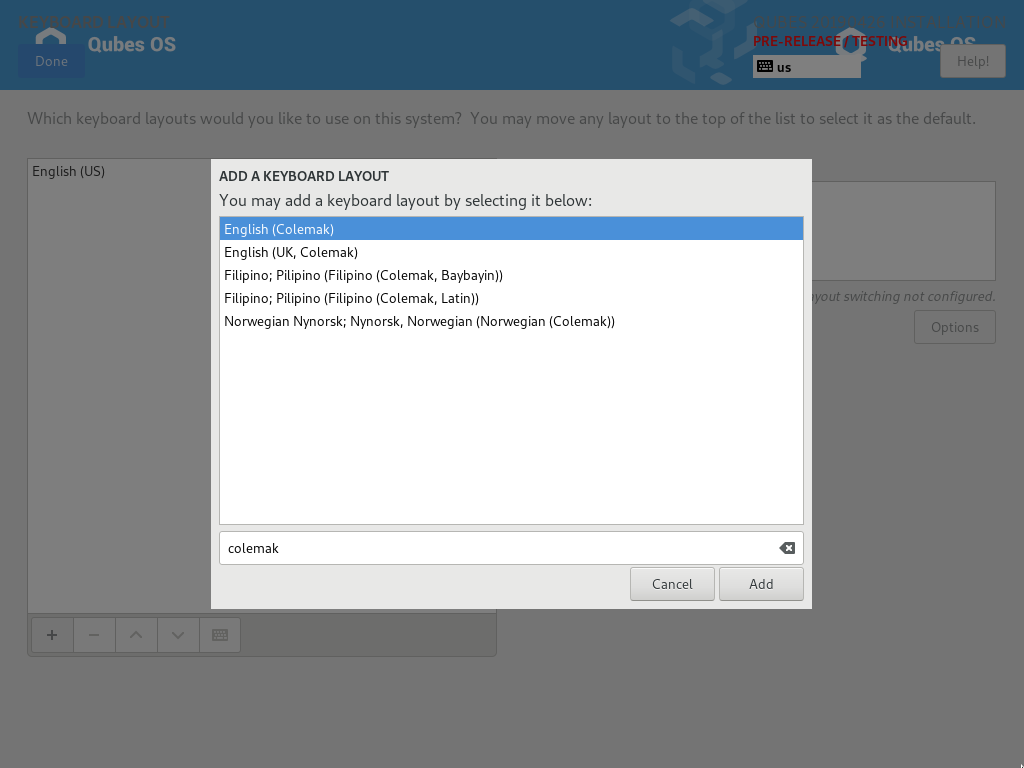 KEYBOARD LAYOUT
Qubes OS
Done
PRE-RELEASE / TESTING
Qubes OS
us
Help!
Which keyboard layouts would you like to use on this system?  You may move any layout to the top of the list to select it as the default.
English (US)
ADD A KEYBOARD LAYOUT
You may add a keyboard layout by selecting it below:
English (Colemak)
English (UK, Colemak)
Filipino; Pilipino (Filipino (Colemak, Baybayin))
Filipino; Pilipino (Filipino (Colemak, Latin))
Norwegian Nynorsk; Nynorsk, Norwegian (Norwegian (Colemak))
switching not configured.
Options
colemak
Cancel
Add